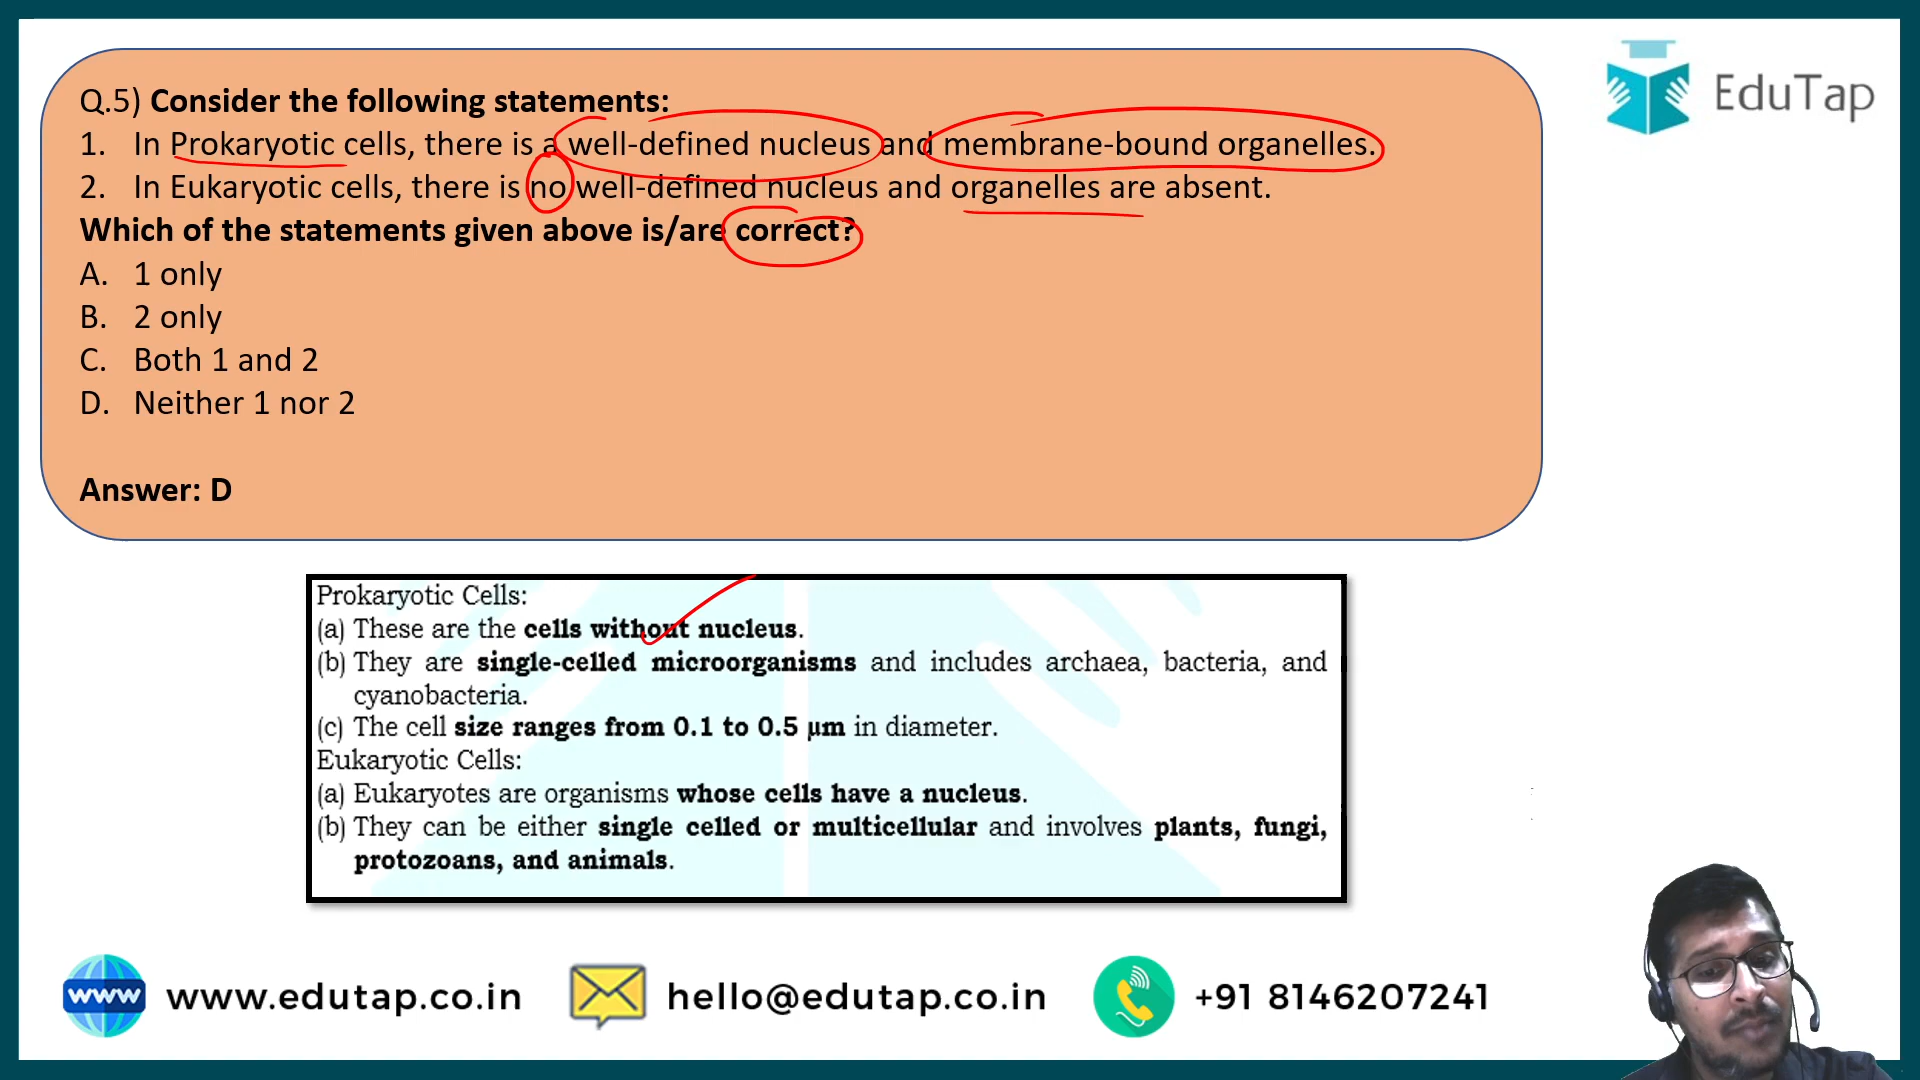 EduTap
Q.5) Consider the following statements:
1. In Prokaryotic cells, there is a well-defined nucleus and membrane-bound organelles.
2. In Eukaryotic cells, there is no well-defined nucleus and organelles are absent.
Which of the statements given above is/are correct?
A. 1 only
B. 2 only
C. Both 1 and 2
D. Neither 1 nor 2
Answer: D
Prokaryotic Cells:
(a) These are the cells without nucleus.
(b) They are single-celled microorganisms and includes archaea, bacteria, and
cyanobacteria.
(c) The cell size ranges from 0.1 to 0.5 µm in diameter.
Eukaryotic Cells:
(a) Eukaryotes are organisms whose cells have a nucleus.
(b) They can be either single celled or multicellular and involves plants, fungi,
protozoans, and animals.
www www.edutap.co.in hello@edutap.co.in +91 8146207241